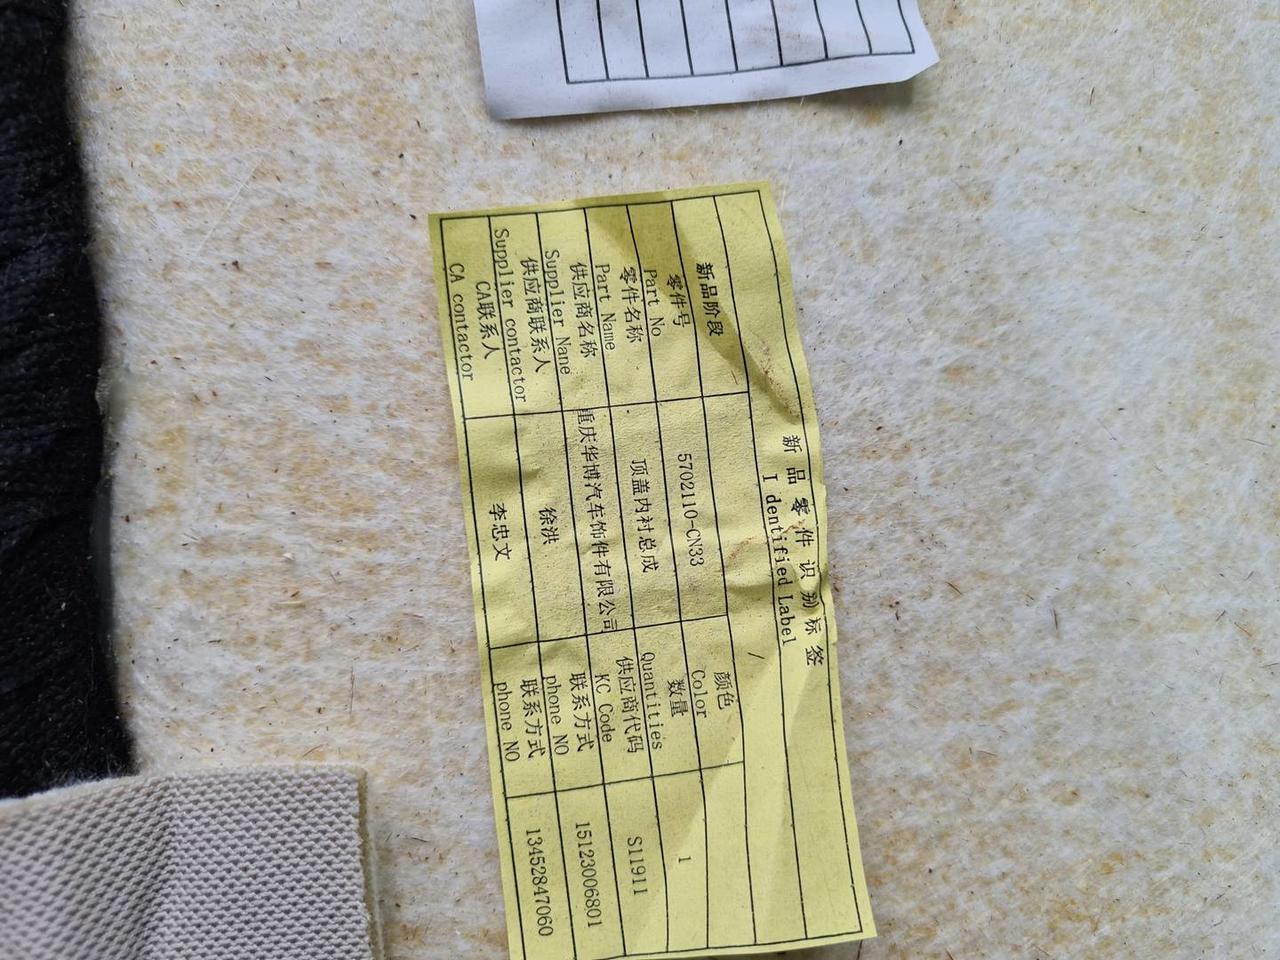 新品零件识别标签
Identified Label
新品阶段 / 颜色
Color
零件号
Part No 5702110-CN33 数量
Quantities 1
零件名称
Part Name 顶盖内衬总成 供应商代码
KC Code S11911
供应商名称
Supplier Name 重庆华博汽车饰件有限公司
供应商联系人
Supplier contactor 徐洪 联系方式
phone NO 15123006801
CA联系人
CA contactor 李忠文 联系方式
phone NO 13452847060